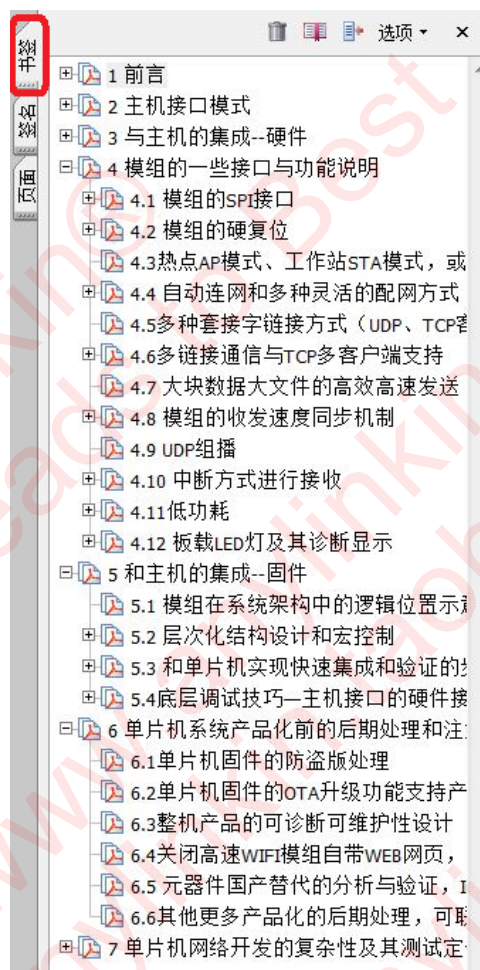 选项
书签
签名
页面
1 前言
2 主机接口模式
3 与主机的集成--硬件
4 模组的一些接口与功能说明
4.1 模组的SPI接口
4.2 模组的硬复位
4.3热点AP模式、工作站STA模式，或
4.4 自动连网和多种灵活的配网方式
4.5多种套接字链接方式（UDP、TCP客
4.6多链接通信与TCP多客户端支持
4.7 大块数据大文件的高效高速发送
4.8 模组的收发速度同步机制
4.9 UDP组播
4.10 中断方式进行接收
4.11低功耗
4.12 板载LED灯及其诊断显示
5 和主机的集成--固件
5.1 模组在系统架构中的逻辑位置示意
5.2 层次化结构设计和宏控制
5.3 和单片机实现快速集成和验证的
5.4底层调试技巧—主机接口的硬件接
6 单片机系统产品化前的后期处理和注
6.1单片机固件的防盗版处理
6.2单片机固件的OTA升级功能支持产
6.3整机产品的可诊断可维护性设计
6.4关闭高速WIFI模组自带WEB网页，
6.5 元器件国产替代的分析与验证，
6.6其他更多产品化的后期处理，可联
7 单片机网络开发的复杂性及其测试定